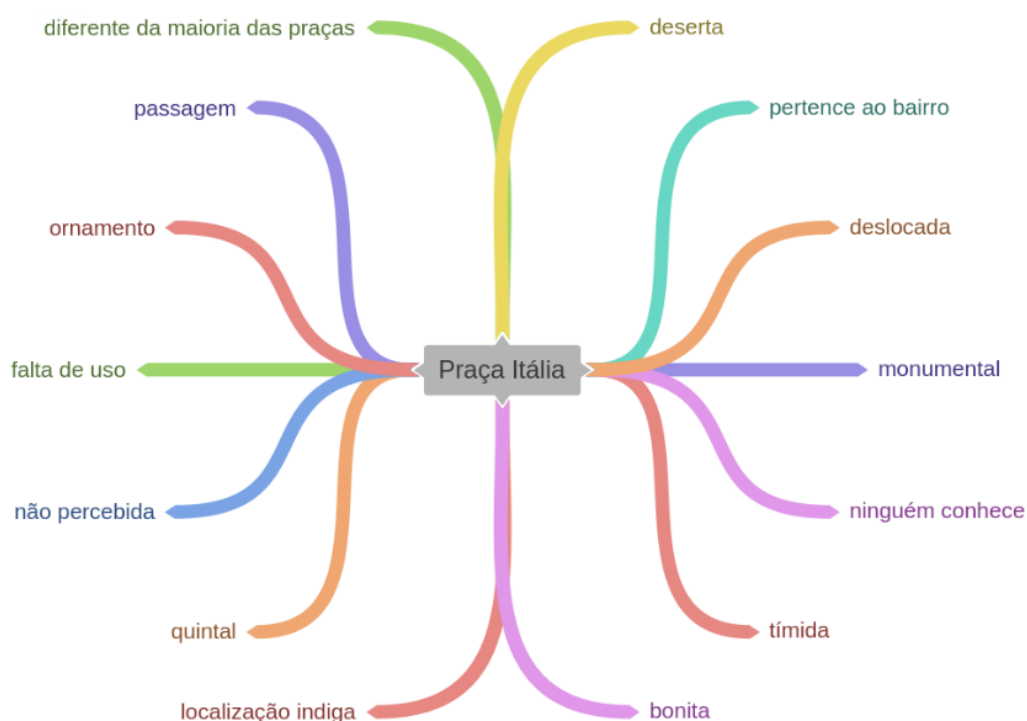 diferente da maioria das praças
deserta
passagem
pertence ao bairro
ornamento
deslocada
falta de uso
Praça Itália
monumental
não percebida
ninguém conhece
quintal
tímida
localização indiga
bonita